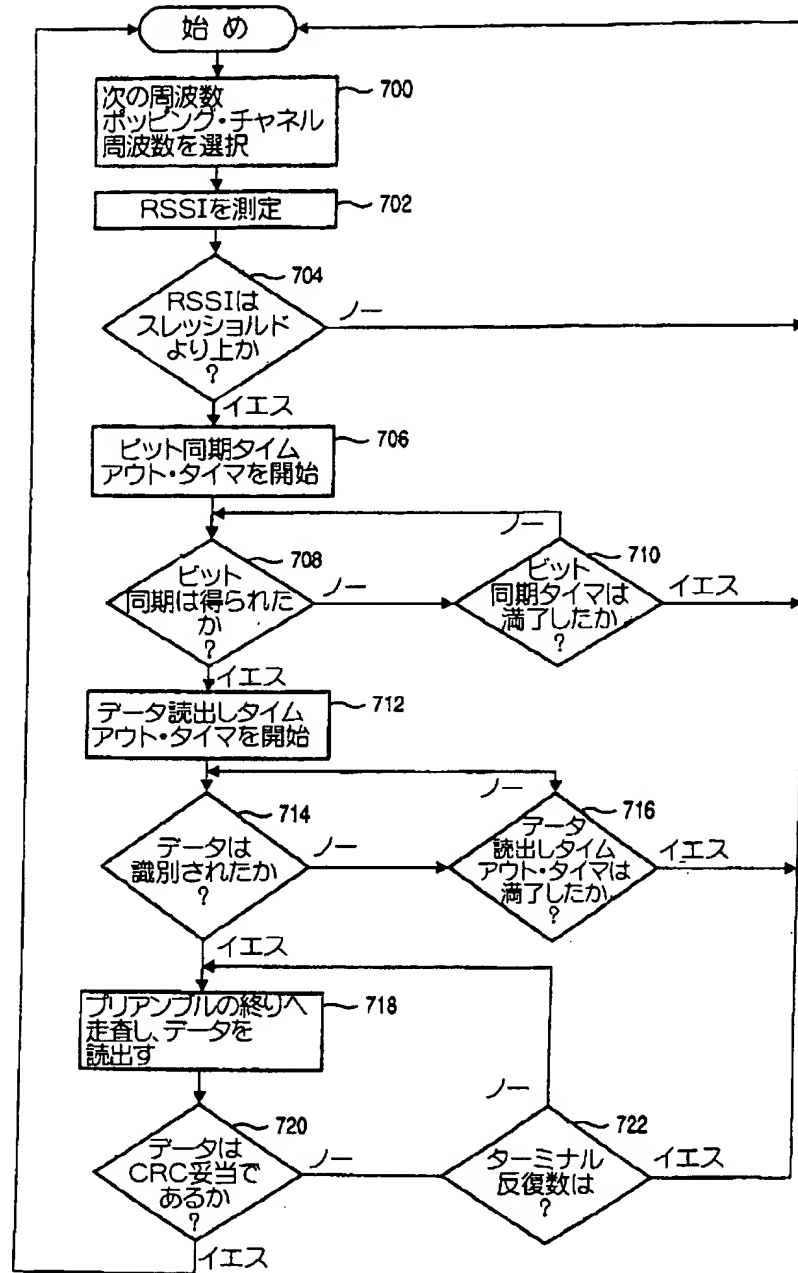 始め
次の周波数
ポッピング・チャネル
周波数を選択
700
RSSIを測定
702
704
RSSIは
スレッショルド
より上か
?
ノー
イエス
ビット同期タイム
アウト・タイマを開始
706
708
ビット
同期は得られた
か
?
ノー
ノー
710
ビット
同期タイマは
満了したか
?
イエス
イエス
データ読出しタイム
アウト・タイマを開始
712
714
データは
識別されたか
?
ノー
ノー
716
データ
読出しタイム
アウト・タイマは
満了したか
?
イエス
イエス
プリアンブルの終りへ
走査し、データを
読出す
718
720
データは
CRC妥当で
あるか
?
ノー
ノー
722
ターミナル
反復数は
?
イエス
イエス